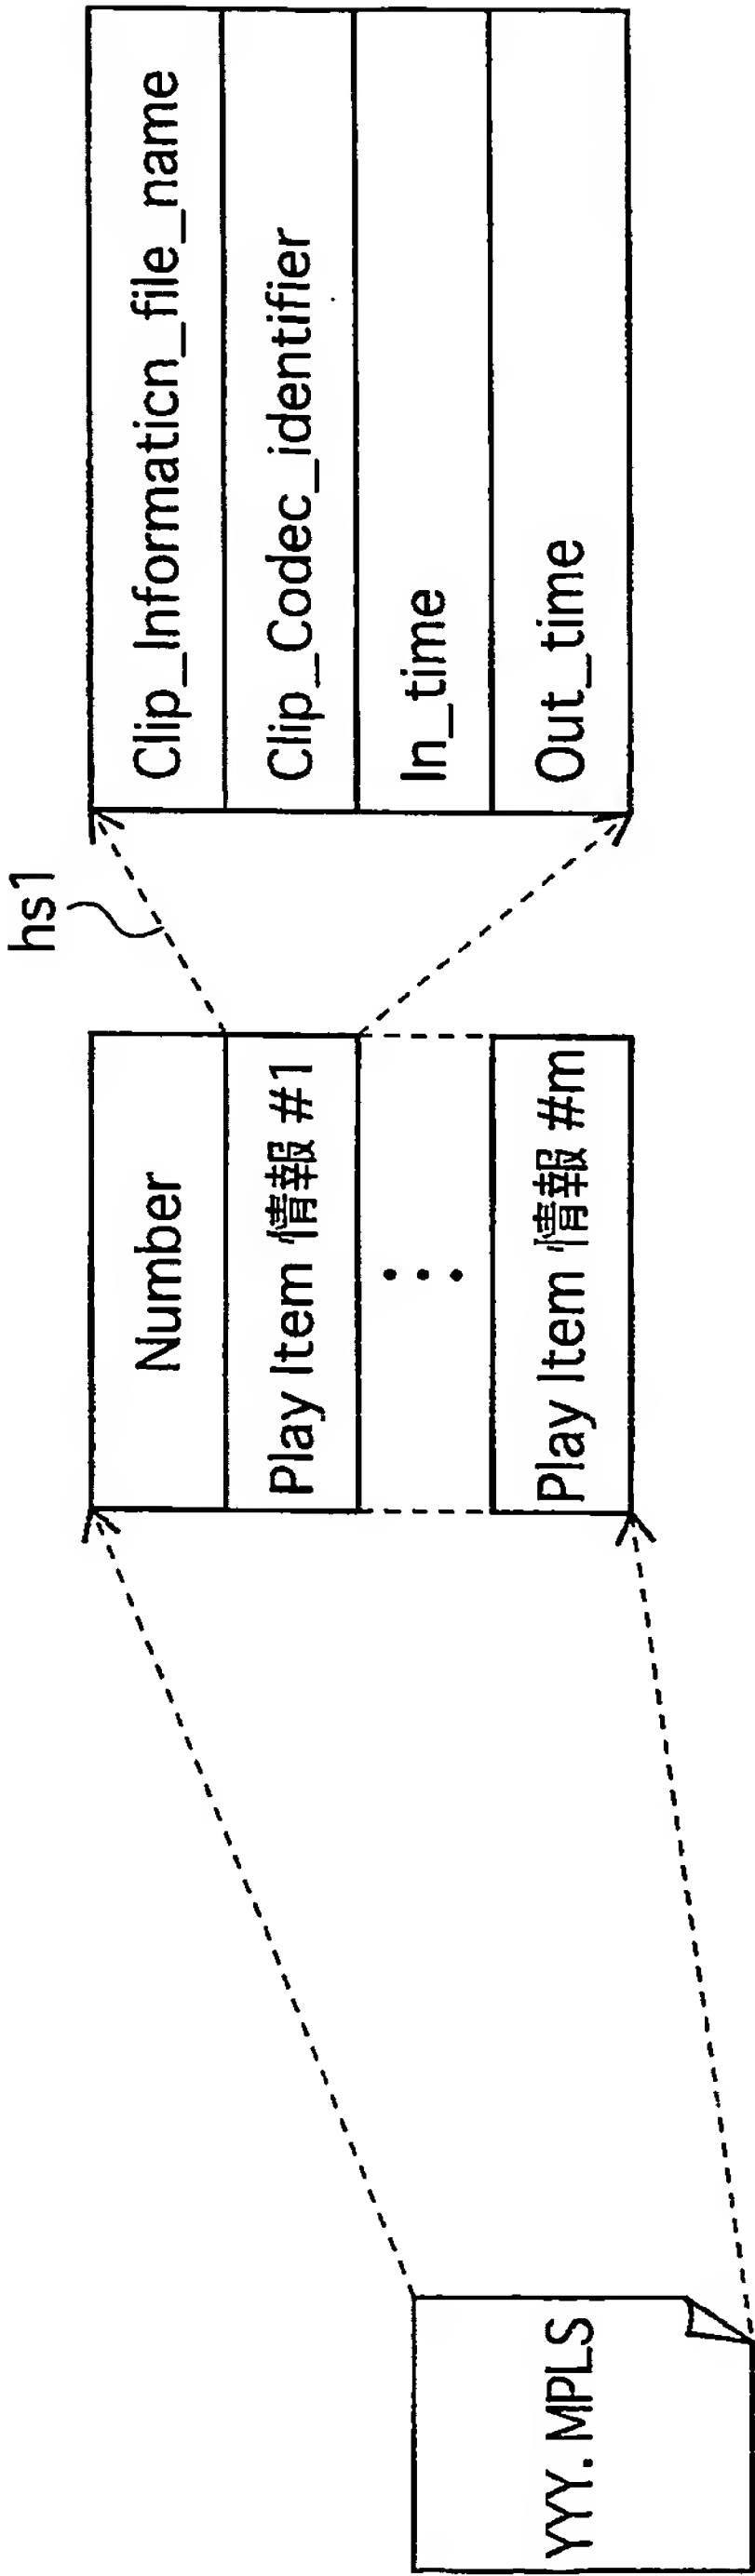 YYY. MPLS
Number
Play Item 情報 #1
Play Item 情報 #m
hs1
Clip_Informaticn_file_name
Clip_Codec_identifier
In_time
Out_time